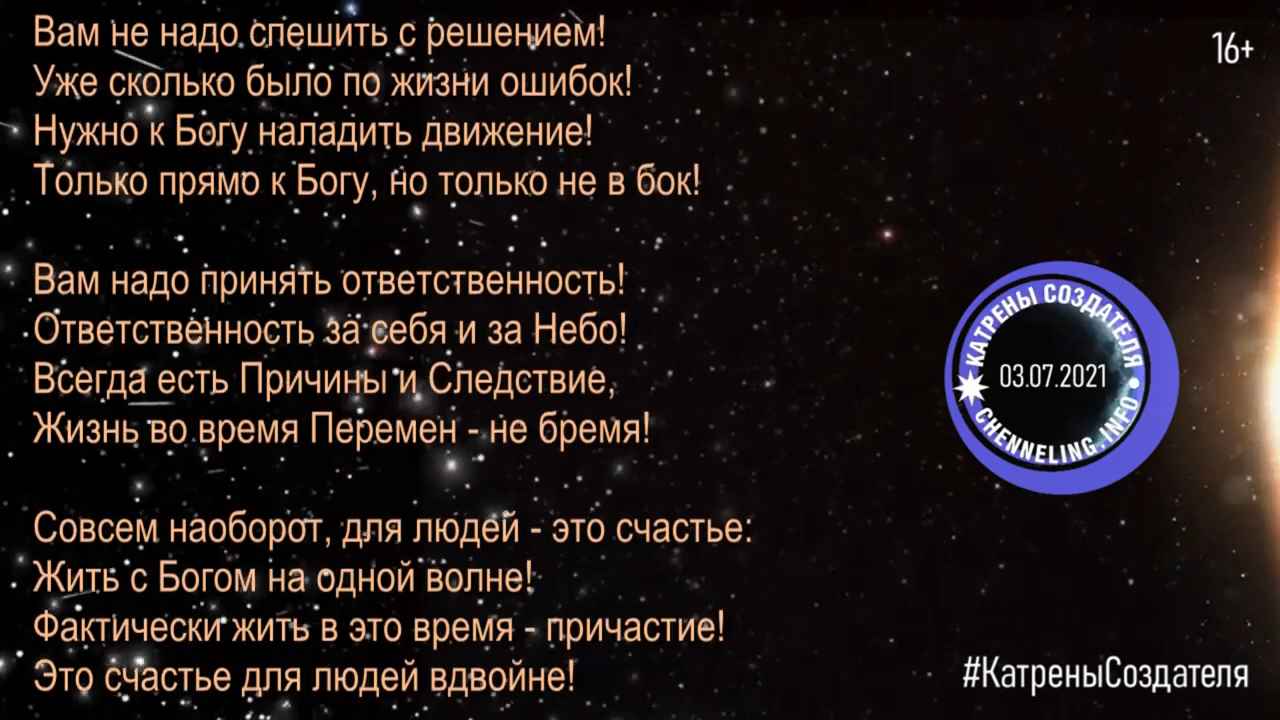 Вам не надо спешить с решением!
Уже сколько было по жизни ошибок!
Нужно к Богу наладить движение!
Только прямо к Богу, но только не в бок!
Вам надо принять ответственность!
Ответственность за себя и за Небо!
Всегда есть Причины и Следствие,
Жизнь во время Перемен - не бремя!
Совсем наоборот, для людей - это счастье:
Жить с Богом на одной волне!
Фактически жить в это время - причастие!
Это счастье для людей вдвойне!
16+
КАТРЕНЫ СОЗДАТЕЛЯ
03.07.2021
CHENNELING.INFO
#КатреныСоздателя